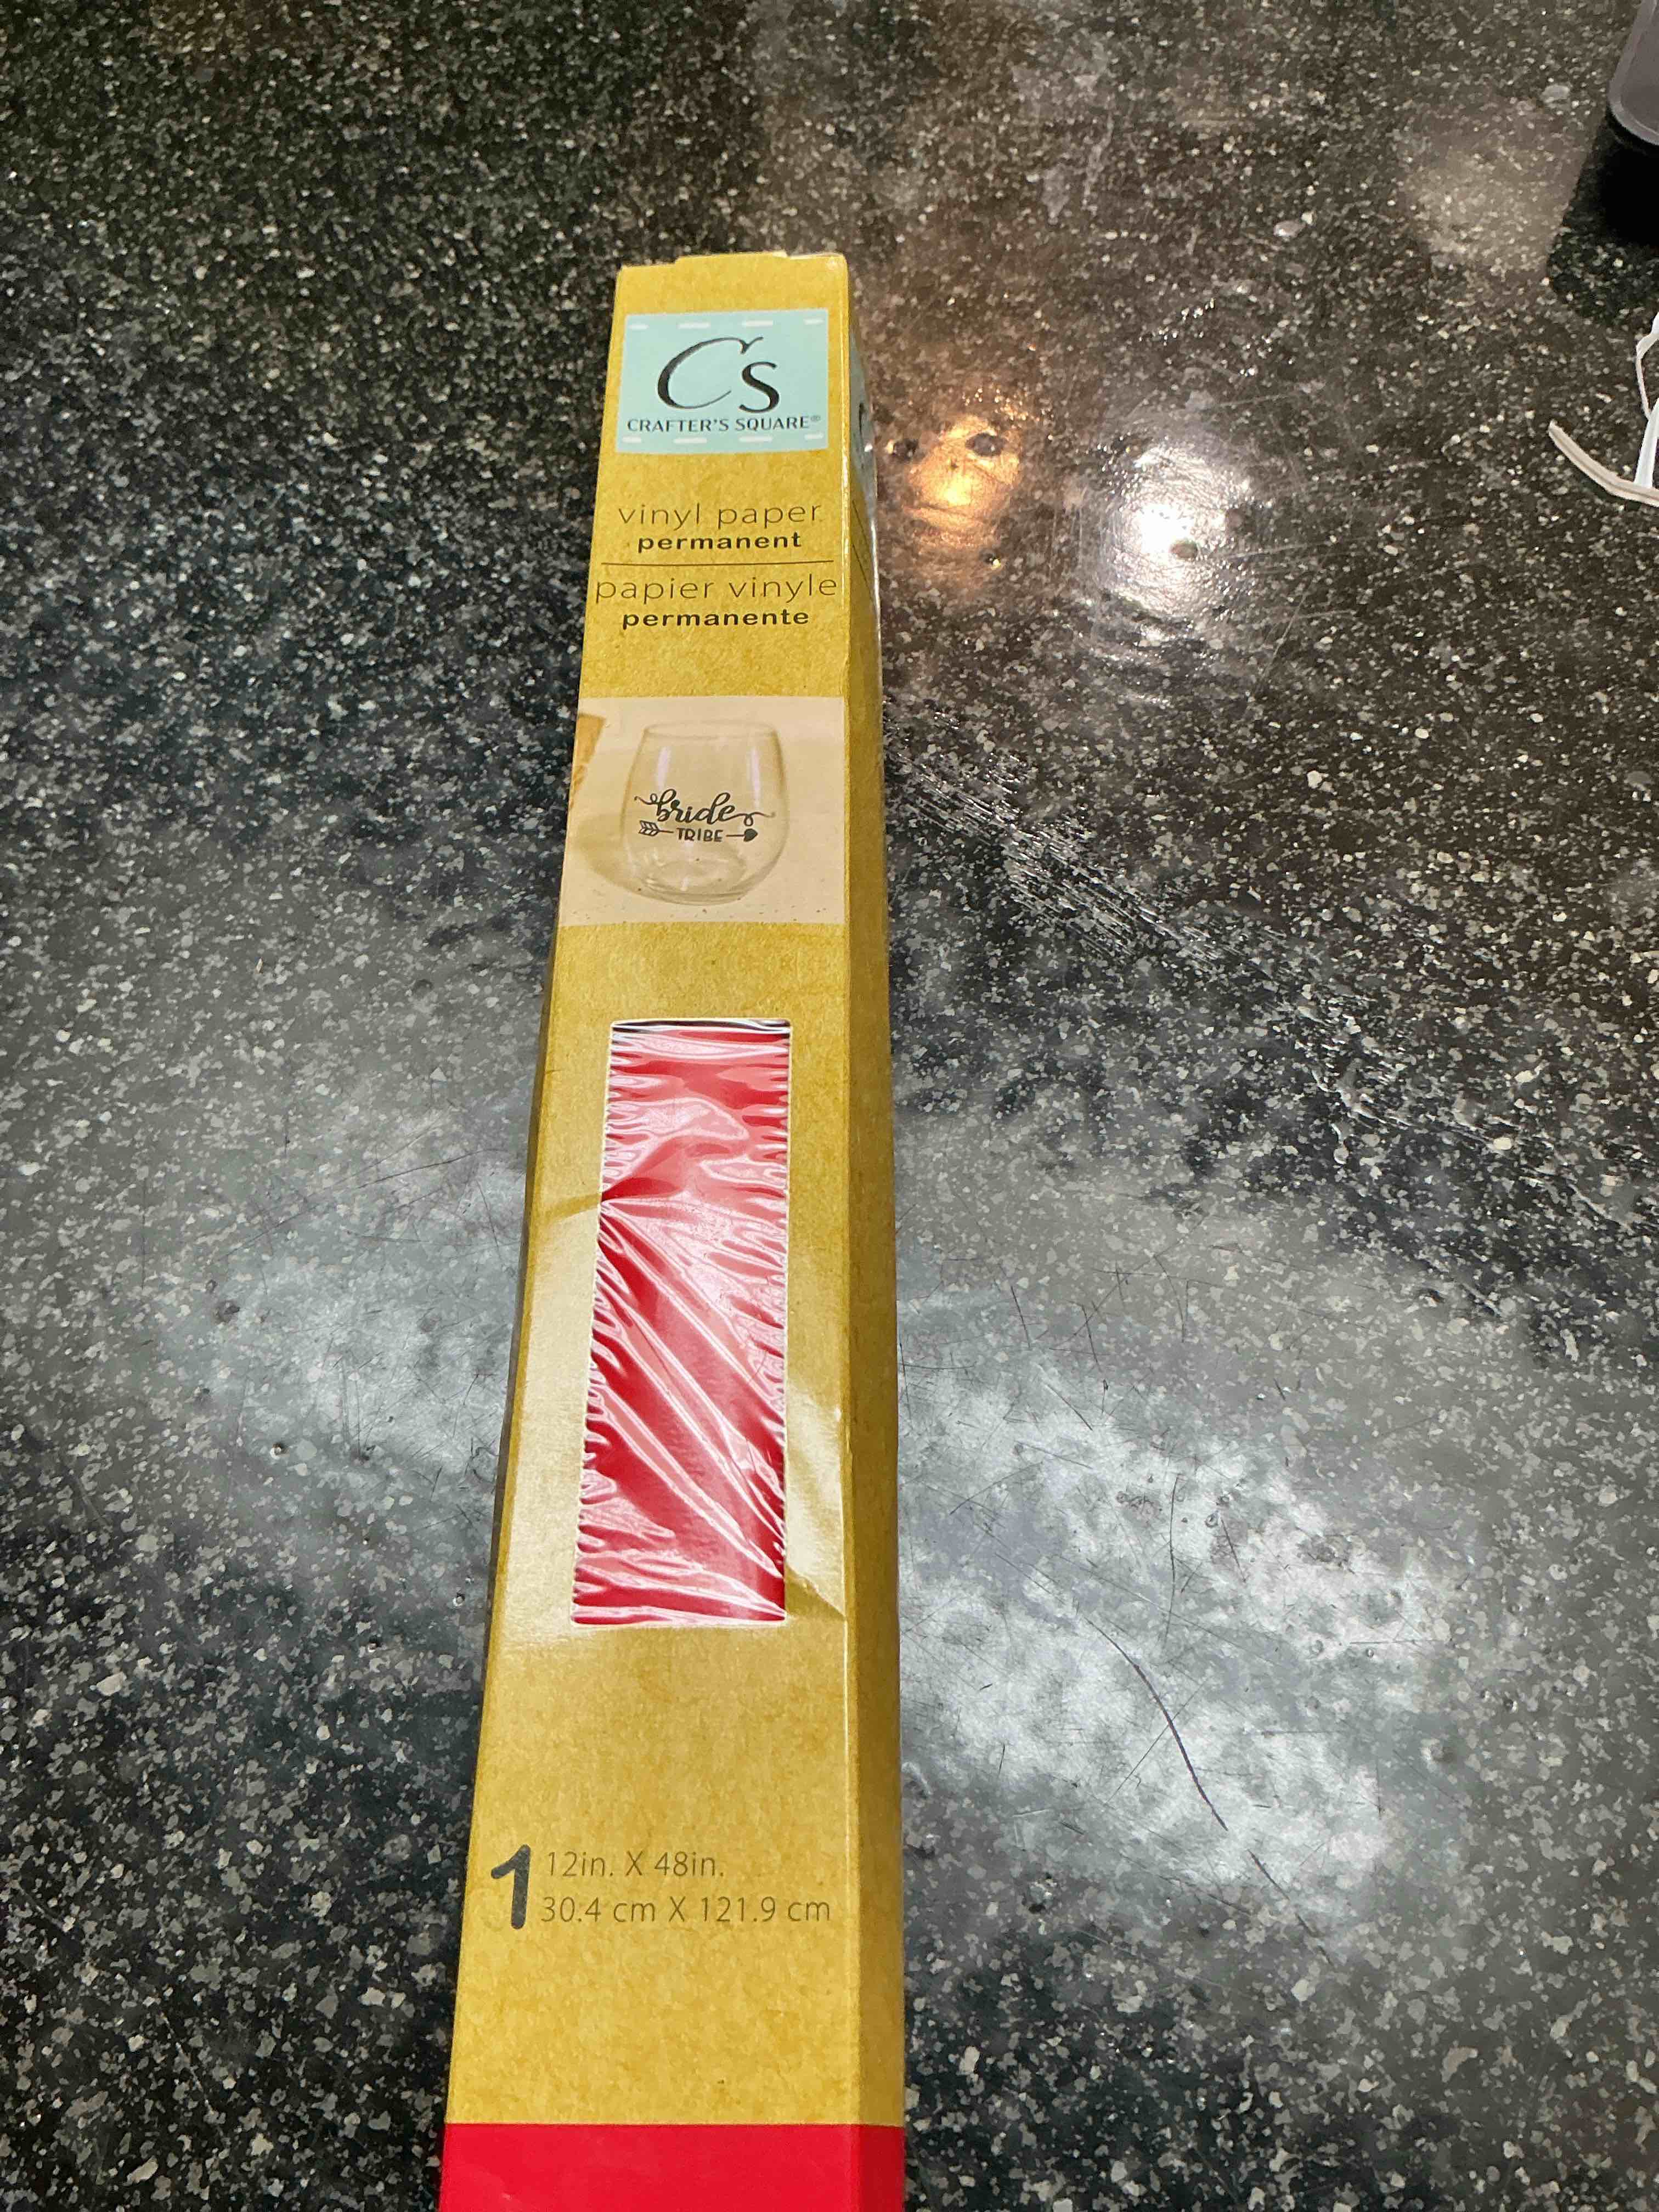 Cs
CRAFTER'S SQUARE®
vinyl paper
permanent
papier vinyle
permanente
bride
TRIBE
1 12in. X 48in.
30.4 cm X 121.9 cm